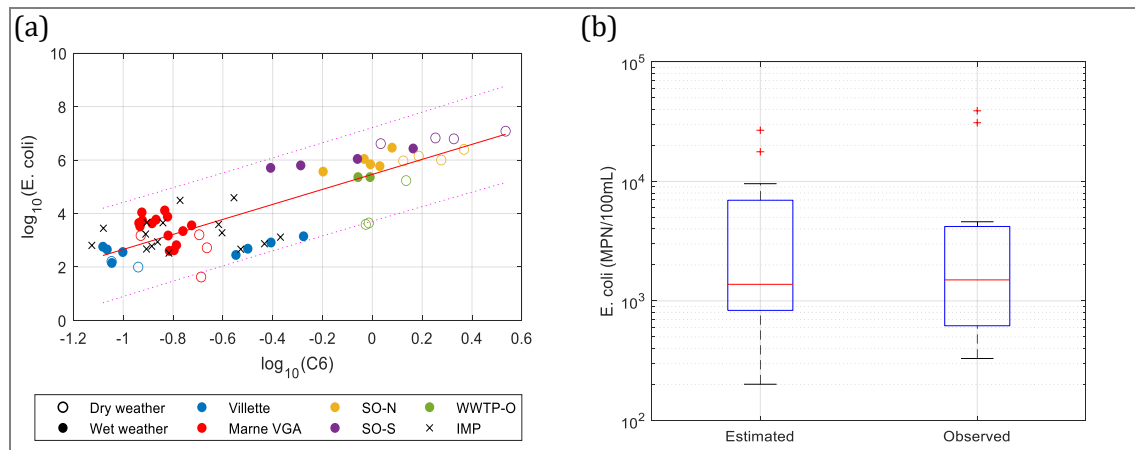 (a)
(b)
10
8
6
4
2
0
log10(E. coli)
-1.2 -1 -0.8 -0.6 -0.4 -0.2 0 0.2 0.4 0.6
log10(C6)
Dry weather Villette SO-N WWTP-O
Wet weather Marne VGA SO-S IMP
10^5
10^4
10^3
10^2
E. coli (MPN/100mL)
Estimated Observed